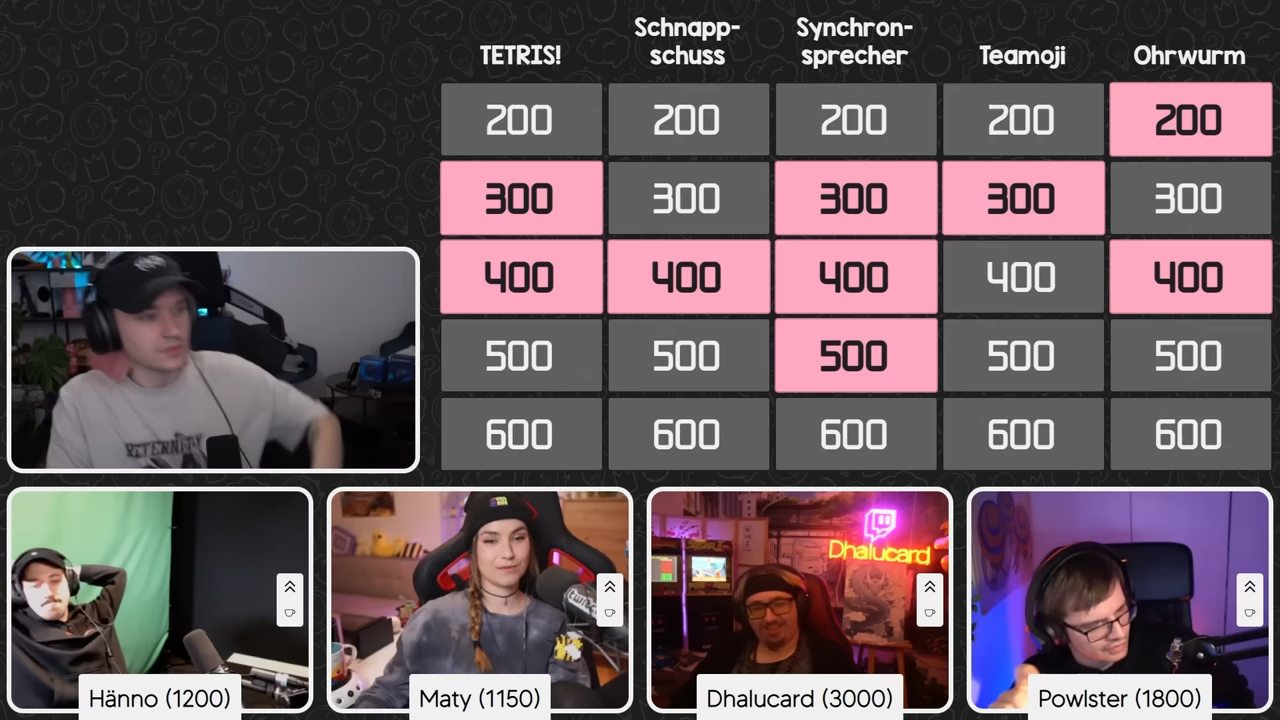 TETRIS!
Schnapp-
schuss
Synchron-
sprecher
Teamoji
Ohrwurm
200 200 200 200 200
300 300 300 300 300
400 400 400 400 400
500 500 500 500 500
600 600 600 600 600
Dhalucard
Hänno (1200)
Maty (1150)
Dhalucard (3000)
Powlster (1800)